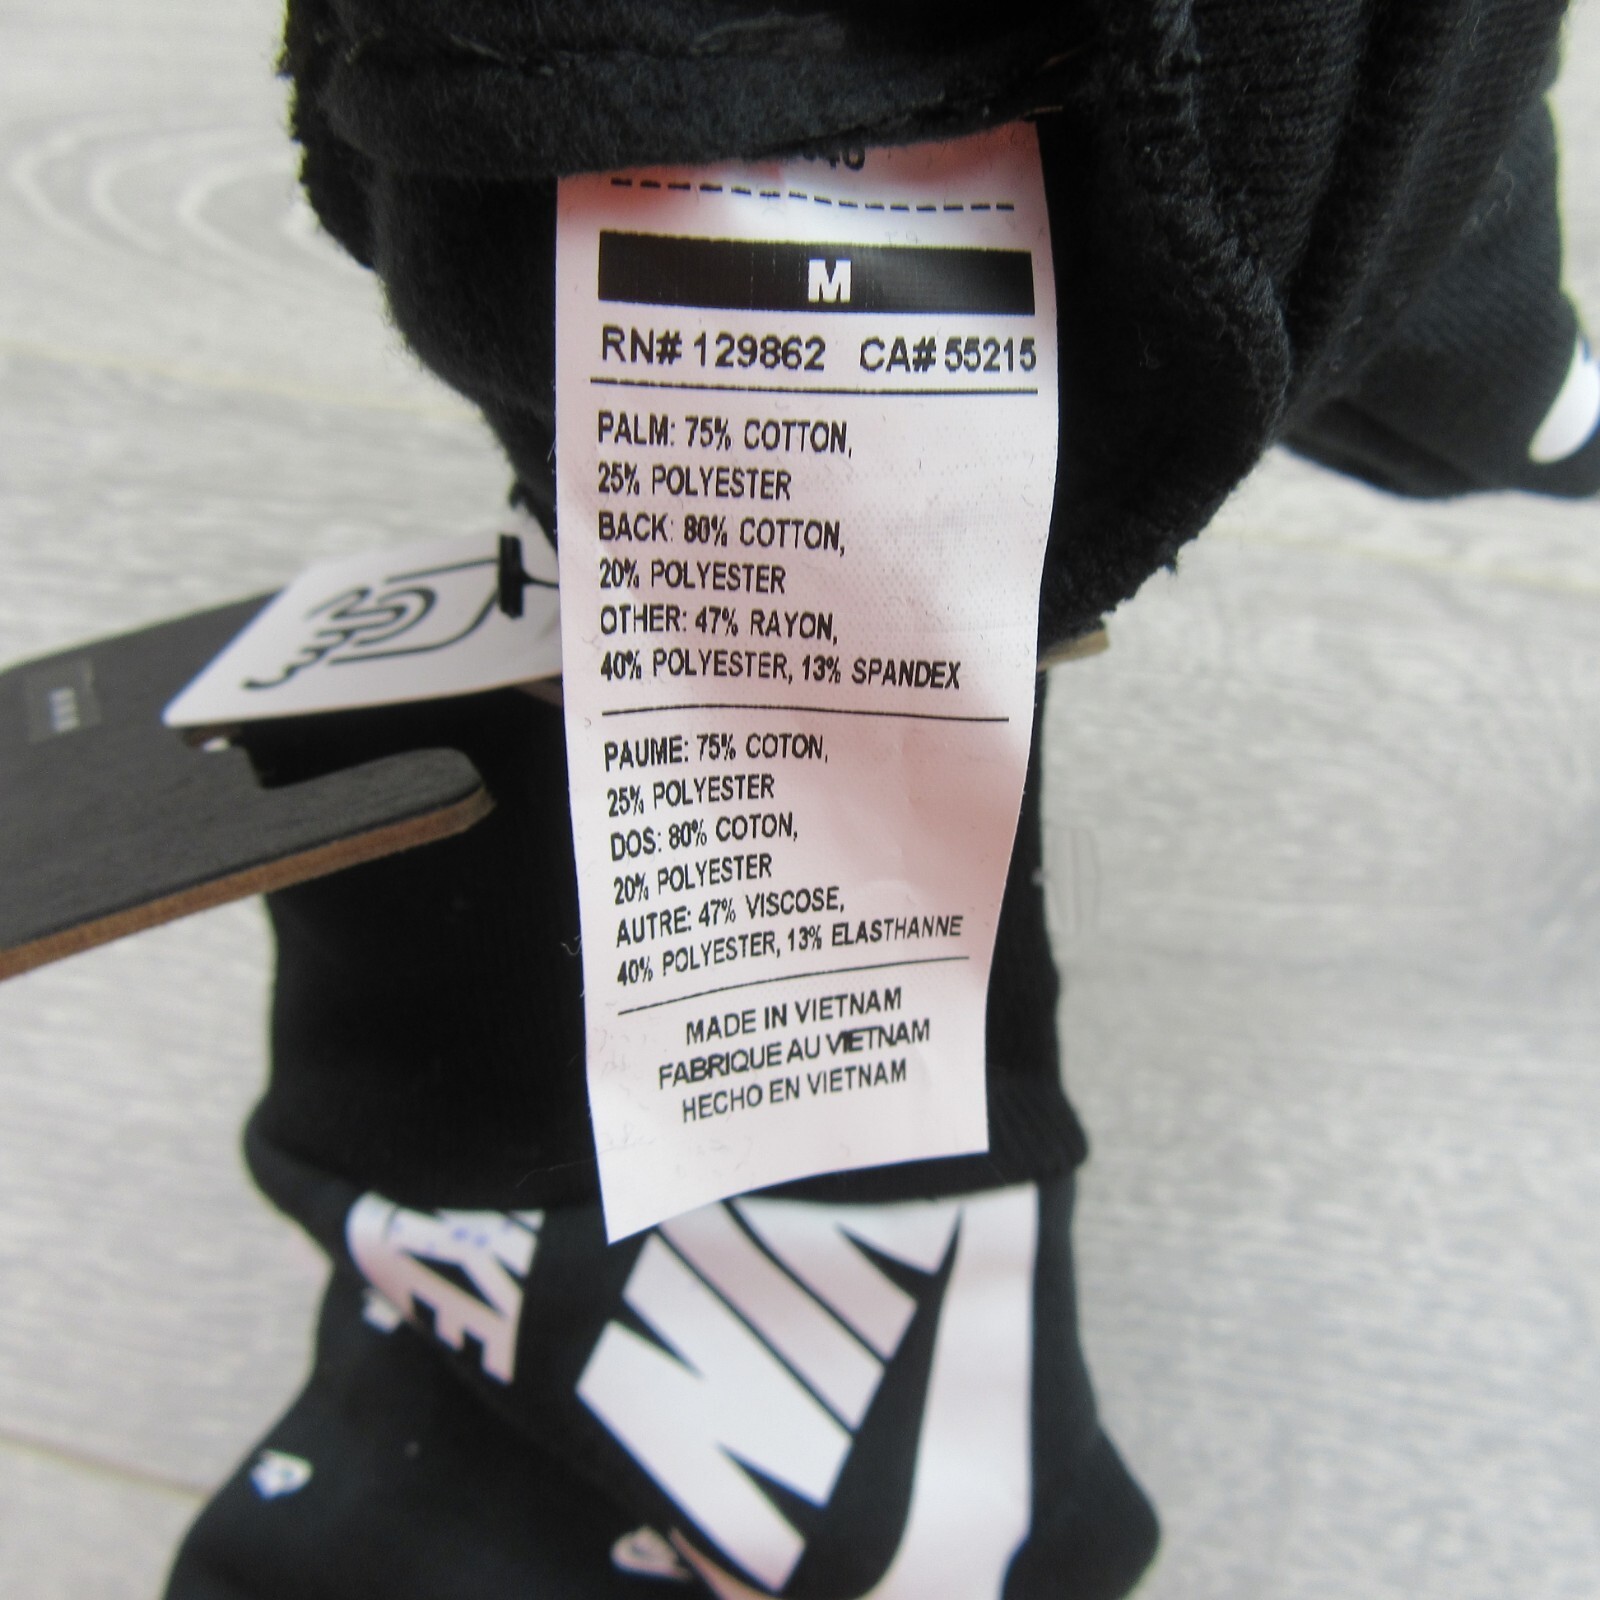 M
RN# 129862 CA# 55215
PALM: 75% COTTON,
25% POLYESTER
BACK: 80% COTTON,
20% POLYESTER
OTHER: 47% RAYON,
40% POLYESTER, 13% SPANDEX
PAUME: 75% COTON,
25% POLYESTER
DOS: 80% COTON,
20% POLYESTER
AUTRE: 47% VISCOSE,
40% POLYESTER, 13% ELASTHANNE
MADE IN VIETNAM
FABRIQUE AU VIETNAM
HECHO EN VIETNAM